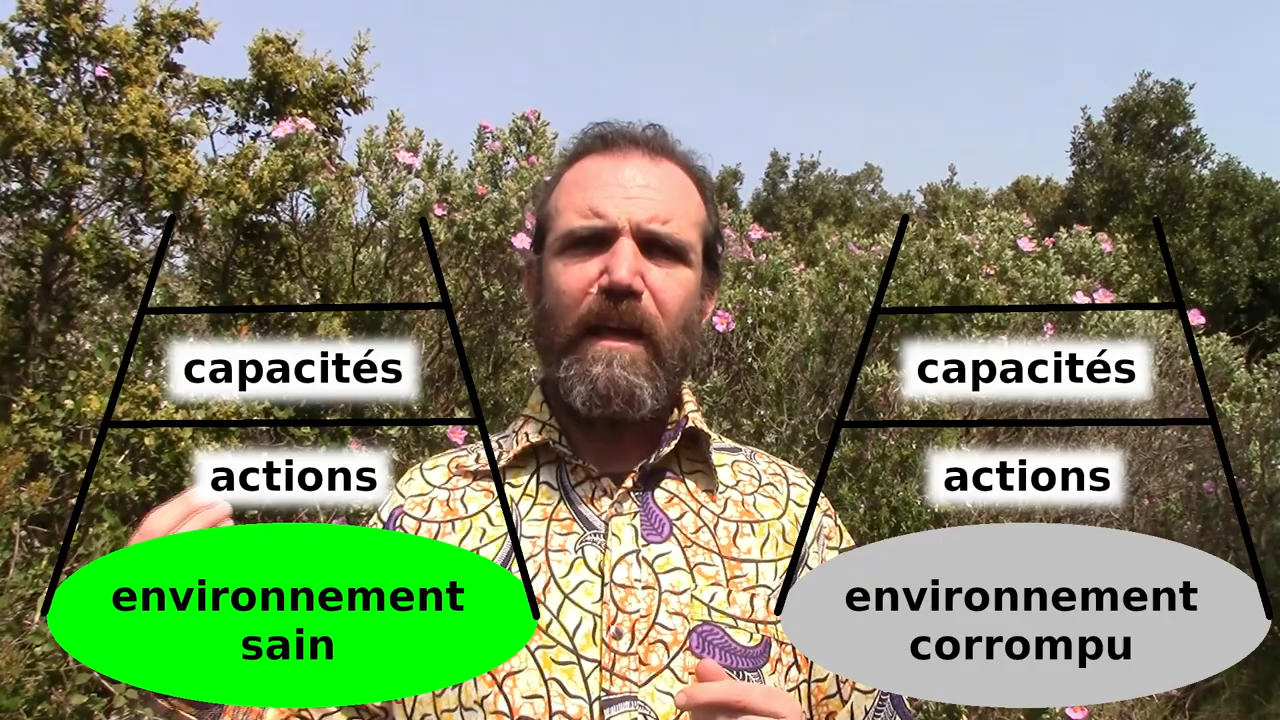 capacités
actions
environnement
sain
capacités
actions
environnement
corrompu